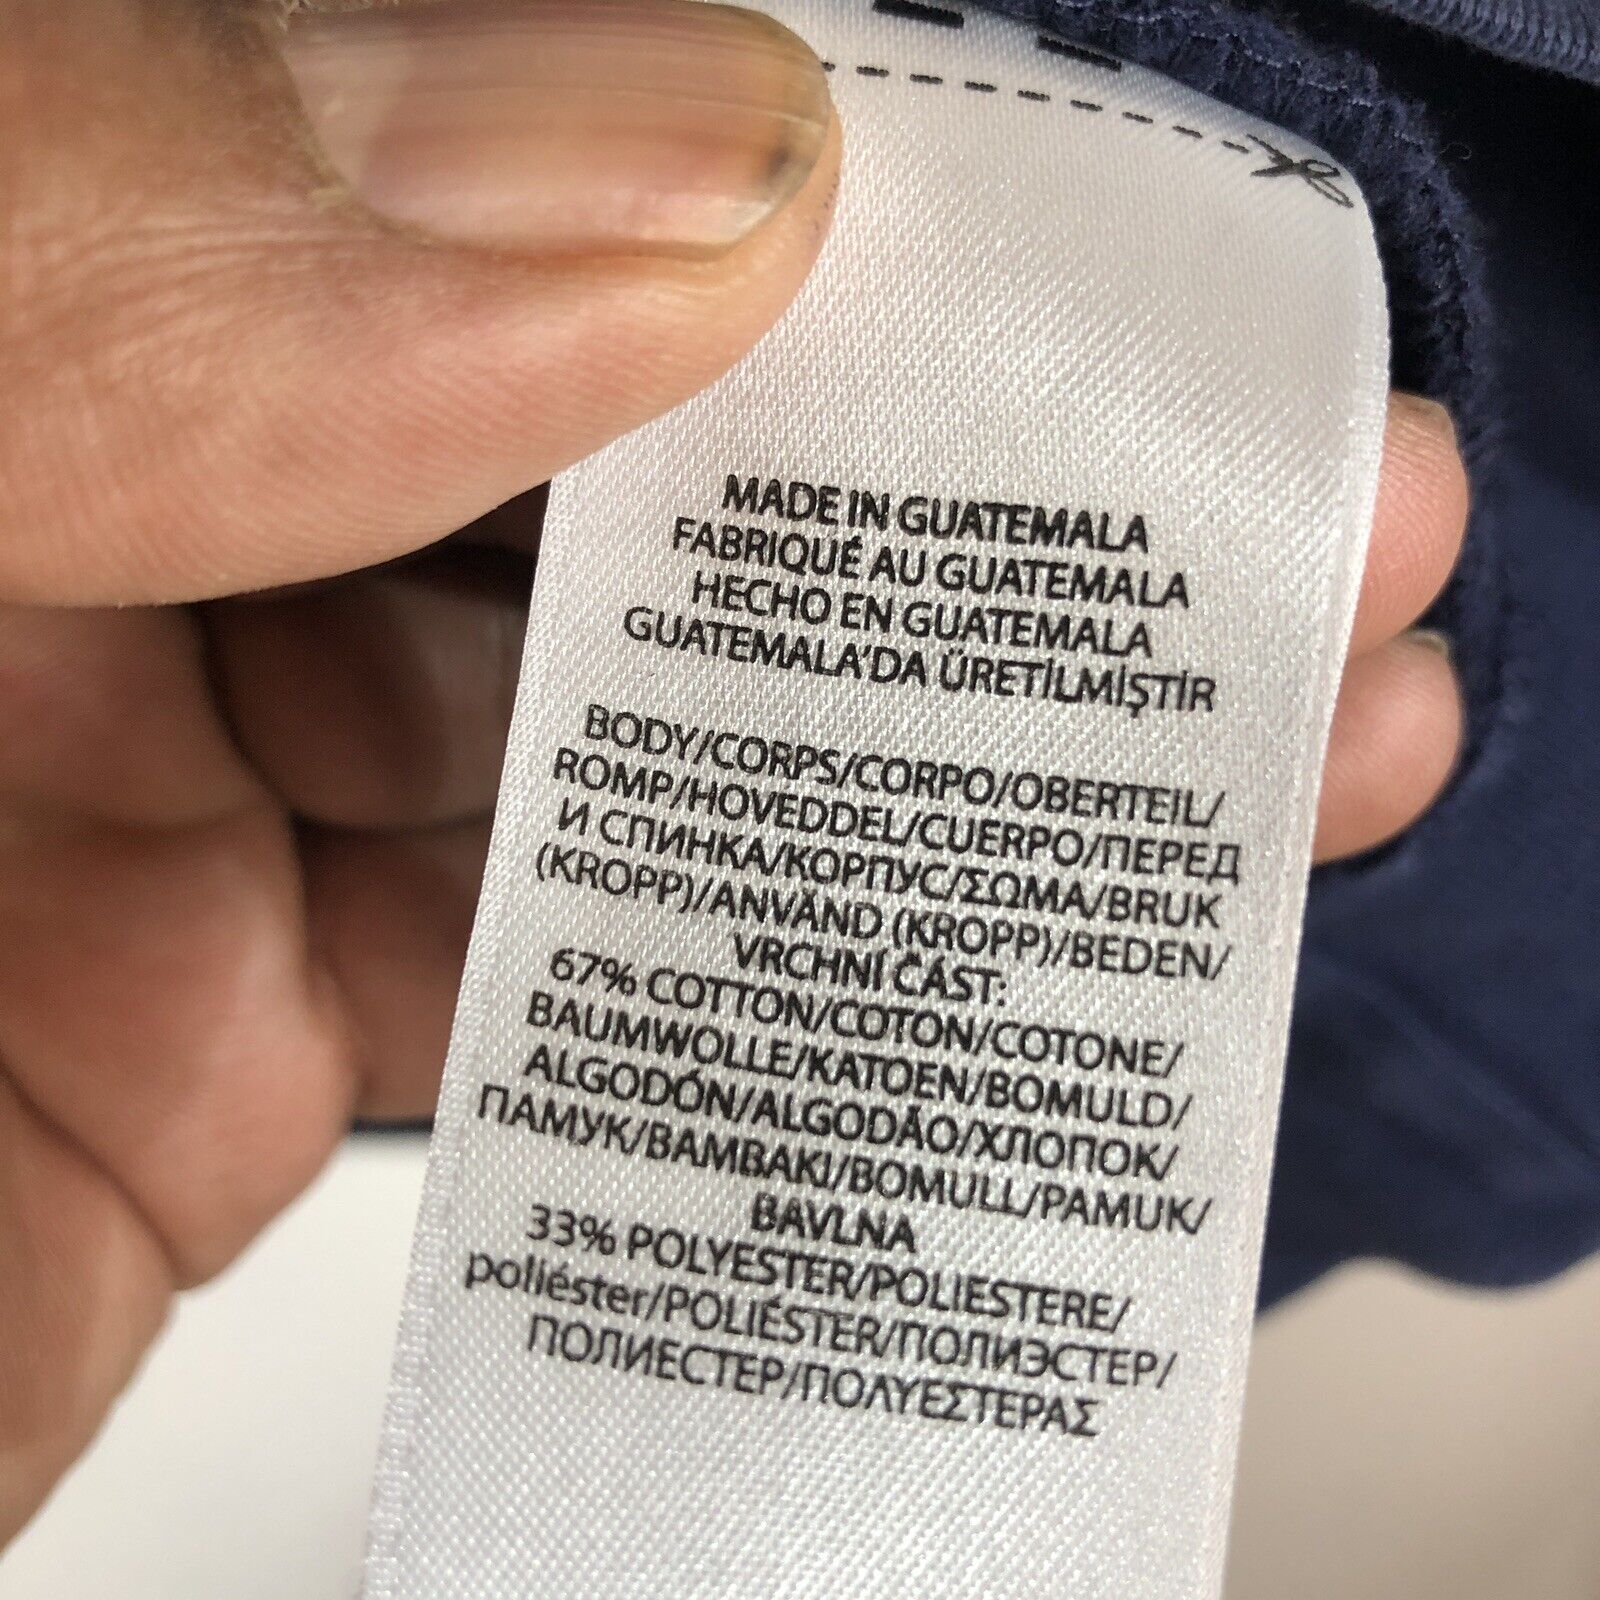 MADE IN GUATEMALA
FABRIQUÉ AU GUATEMALA
HECHO EN GUATEMALA
GUATEMALA'DA ÜRETİLMİŞTİR
BODY/CORPS/CORPO/OBERTEIL/
ROMP/HOVEDDEL/CUERPO/ПЕРЕД
И СПИНКА/КОРПУС/ΣΩΜΑ/BRUK
(KROPP)/ANVÄND (KROPP)/BEDEN/
VRCHNÍ ČÁST:
67% COTTON/COTON/COTONE/
BAUMWOLLE/KATOEN/BOMULD/
ALGODÓN/ALGODÃO/ХЛОПОК/
ПАМУК/ΒΑΜΒΑΚΙ/BOMULL/PAMUK/
BAVLNA
33% POLYESTER/POLIESTERE/
poliéster/POLIÉSTER/ПОЛИЭСТЕР/
ПОЛИЕСТЕР/ΠΟΛΥΕΣΤΕΡΑΣ